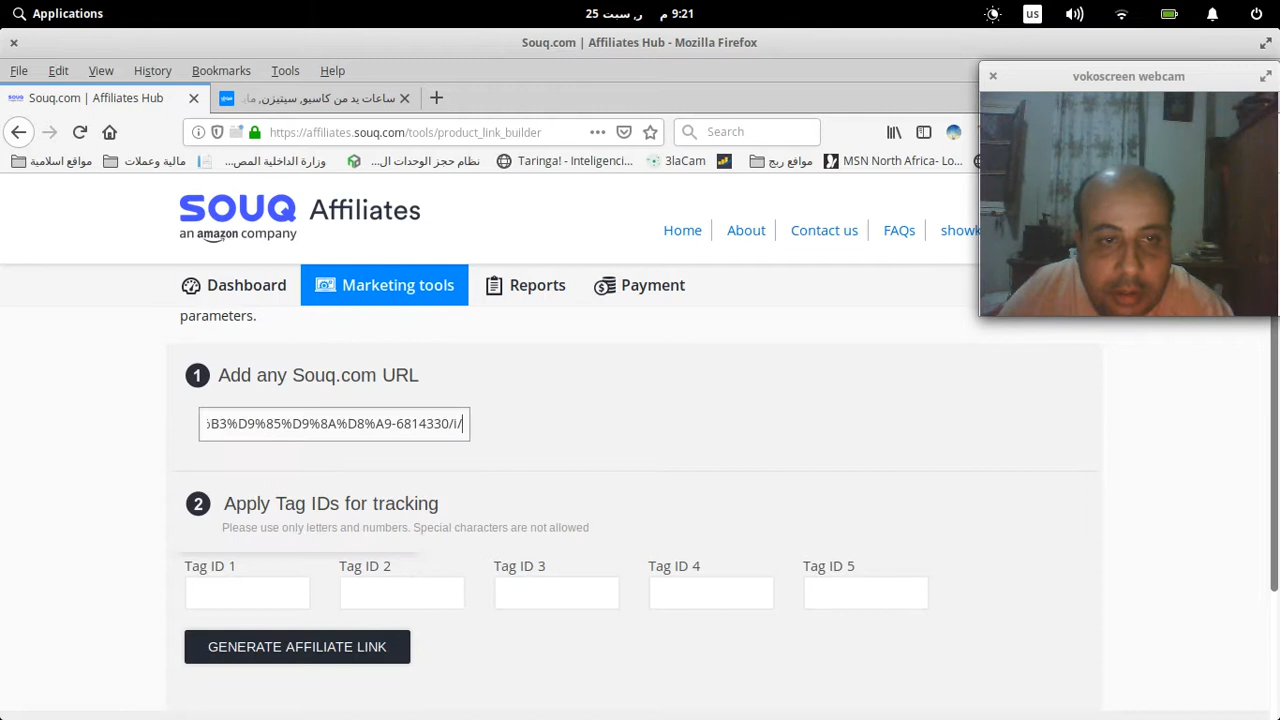 Applications
ر, سبت 25
9:21 م
us
Souq.com | Affiliates Hub - Mozilla Firefox
File Edit View History Bookmarks Tools Help
vokoscreen webcam
Souq.com | Affiliates Hub
ساعات يد من كاسيو, سيتيزن, ما
https://affiliates.souq.com/tools/product_link_builder
Search
مواقع اسلامية
مالية وعملات
وزارة الداخلية المص...
نظام حجز الوحدات ال...
Taringa! - Inteligenci...
3laCam
مواقع ربح
MSN North Africa- Lo...
SOUQ Affiliates
an amazon company
Home About Contact us FAQs showk
Dashboard Marketing tools Reports Payment
parameters.
1 Add any Souq.com URL
B3%D9%85%D9%8A%D8%A9-6814330/i/
2 Apply Tag IDs for tracking
Please use only letters and numbers. Special characters are not allowed
Tag ID 1 Tag ID 2 Tag ID 3 Tag ID 4 Tag ID 5
GENERATE AFFILIATE LINK